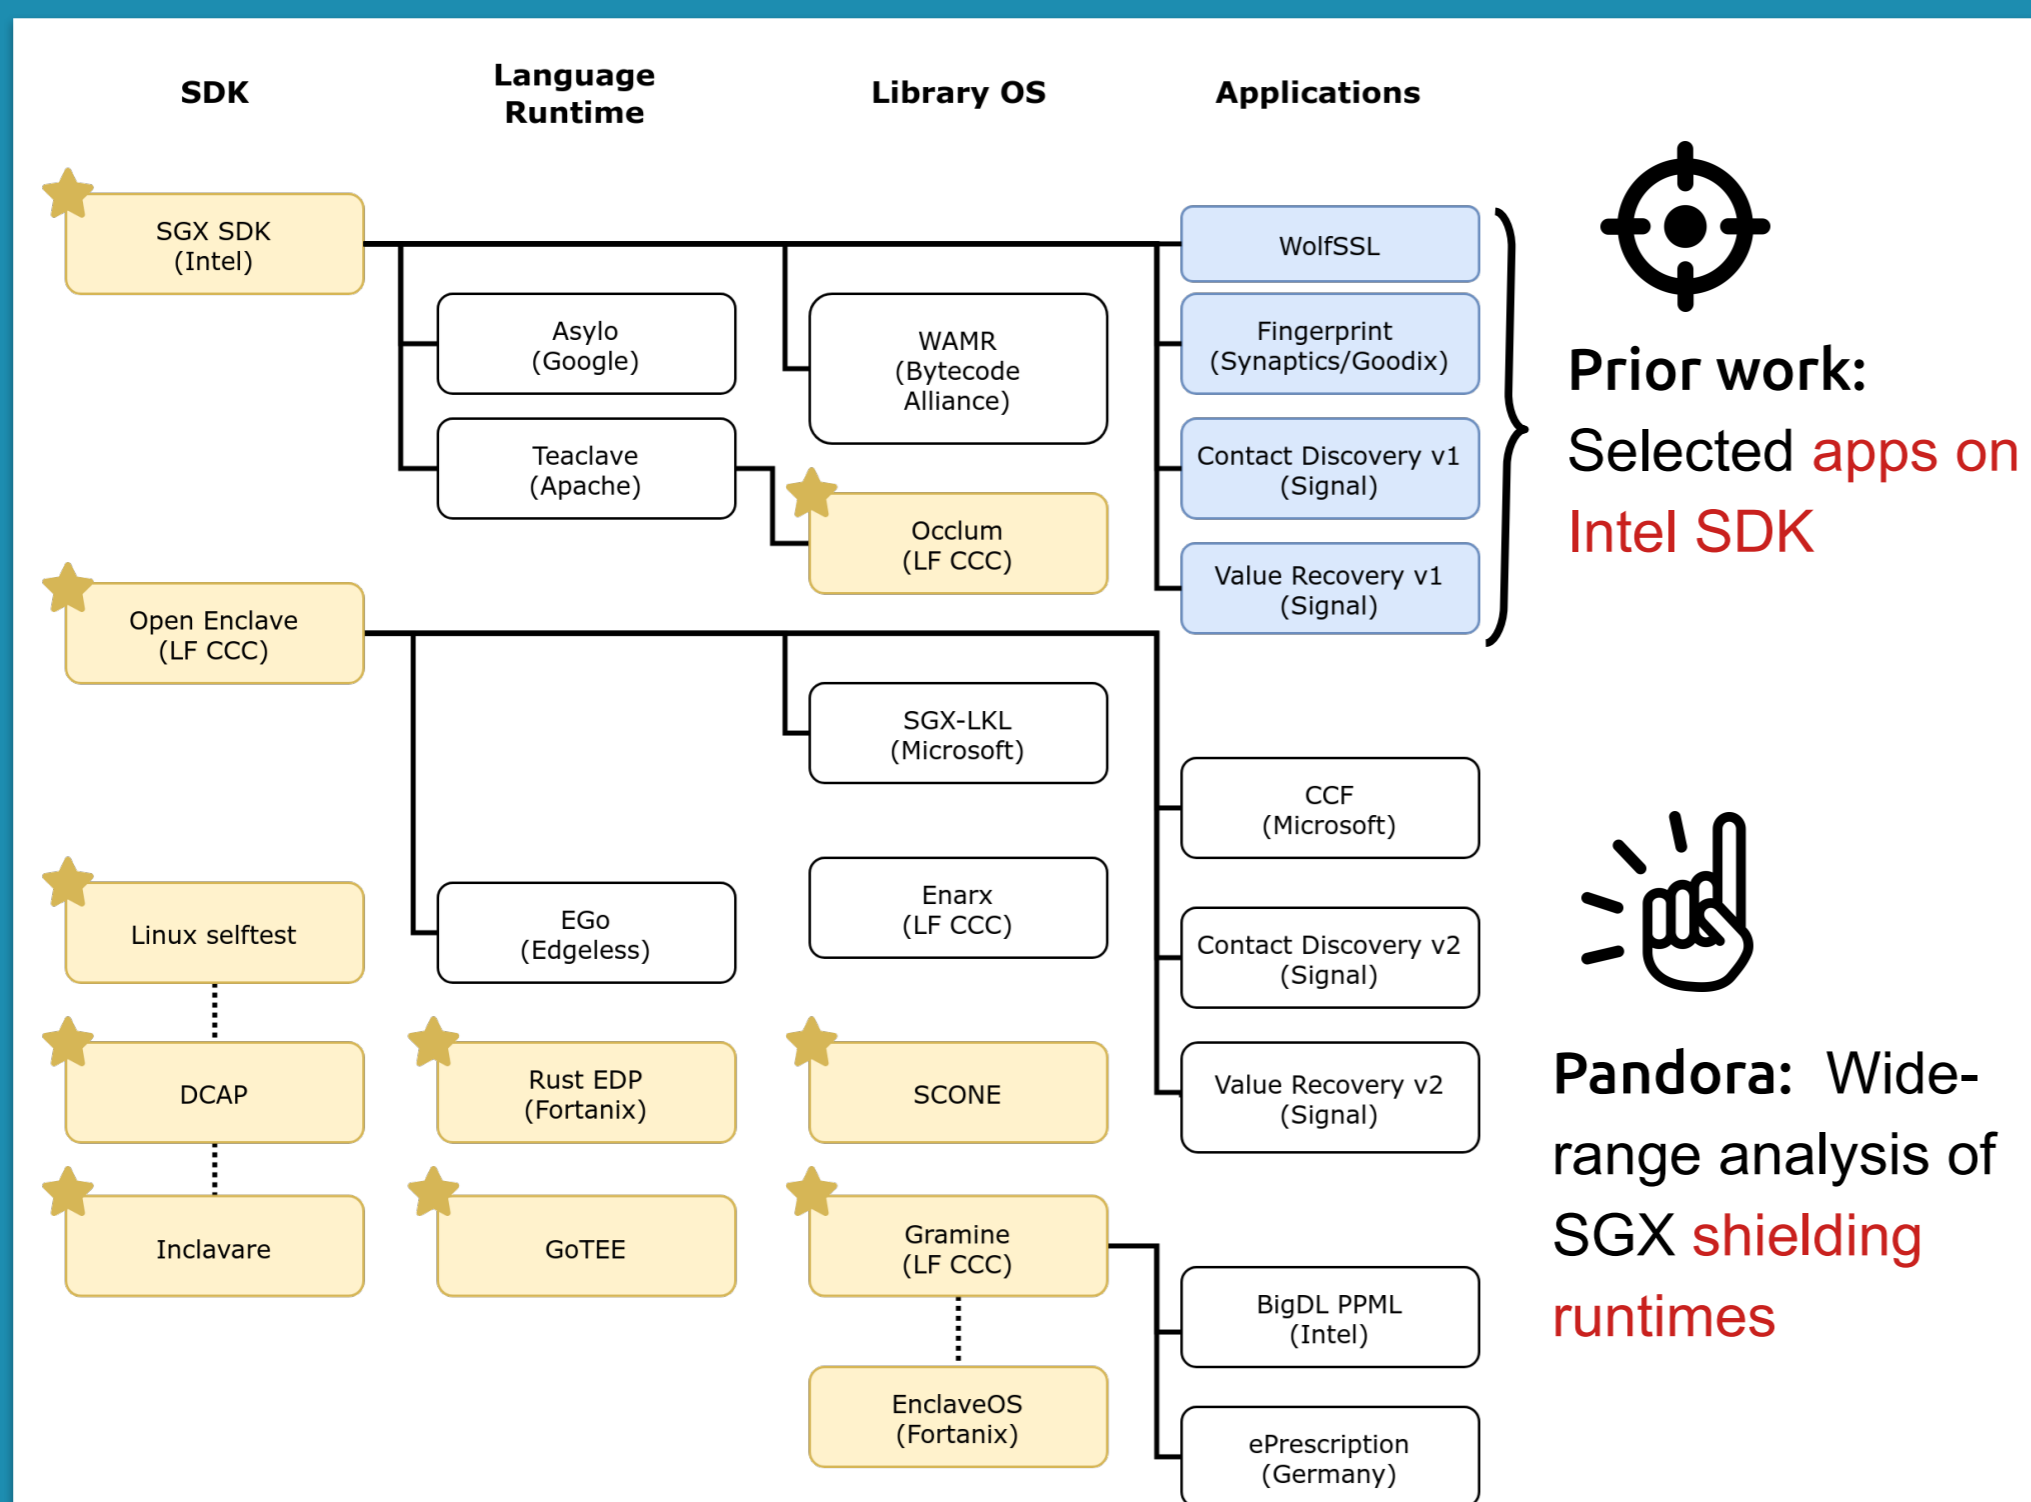 SDK
Language
Runtime
Library OS
Applications
SGX SDK
(Intel)
Asylo
(Google)
Teaclave
(Apache)
WAMR
(Bytecode
Alliance)
Occlum
(LF CCC)
WolfSSL
Fingerprint
(Synaptics/Goodix)
Contact Discovery v1
(Signal)
Value Recovery v1
(Signal)
Prior work:
Selected apps on
Intel SDK
Open Enclave
(LF CCC)
SGX-LKL
(Microsoft)
CCF
(Microsoft)
Linux selftest
EGo
(Edgeless)
Enarx
(LF CCC)
Contact Discovery v2
(Signal)
DCAP
Rust EDP
(Fortanix)
SCONE
Value Recovery v2
(Signal)
Inclavare
GoTEE
Gramine
(LF CCC)
BigDL PPML
(Intel)
EnclaveOS
(Fortanix)
ePrescription
(Germany)
Pandora: Wide-
range analysis of
SGX shielding
runtimes